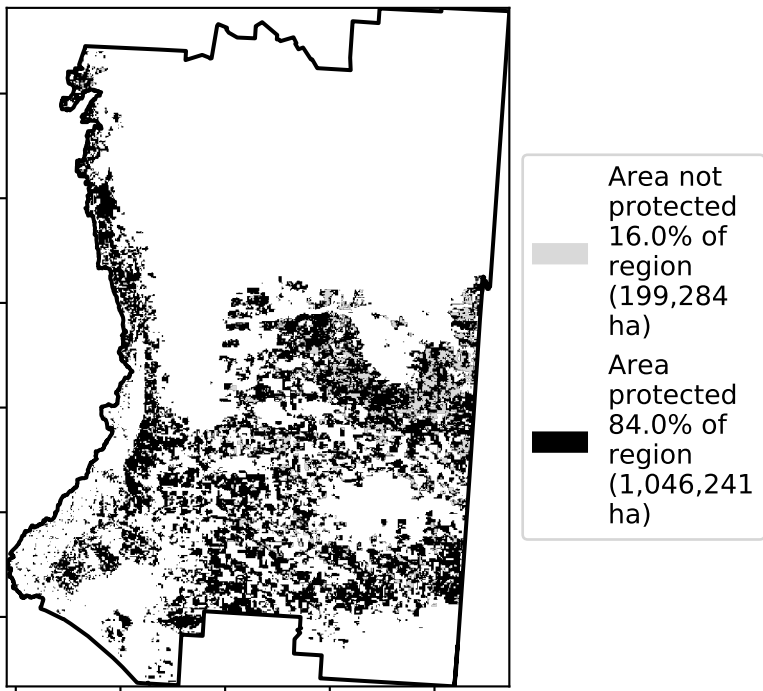 Area not
protected
16.0% of
region
(199,284
ha)
Area
protected
84.0% of
region
(1,046,241
ha)